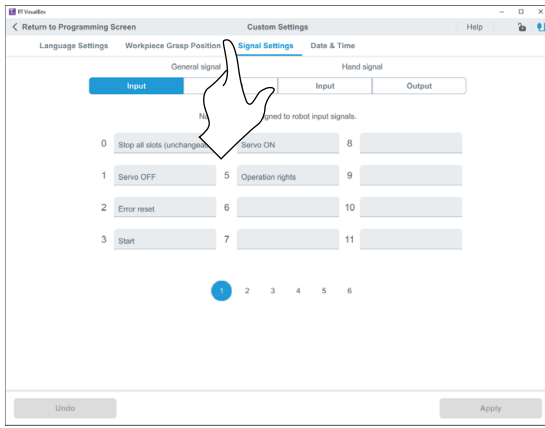 RT VisualBox
Return to Programming Screen
Custom Settings
Help
Language Settings
Workpiece Grasp Position
Signal Settings
Date & Time
General signal
Hand signal
Input
Input
Output
gned to robot input signals.
0 Stop all slots (unchangea
Servo ON
8
1 Servo OFF
5 Operation rights
9
2 Error reset
6
10
3 Start
7
11
1 2 3 4 5 6
Undo
Apply